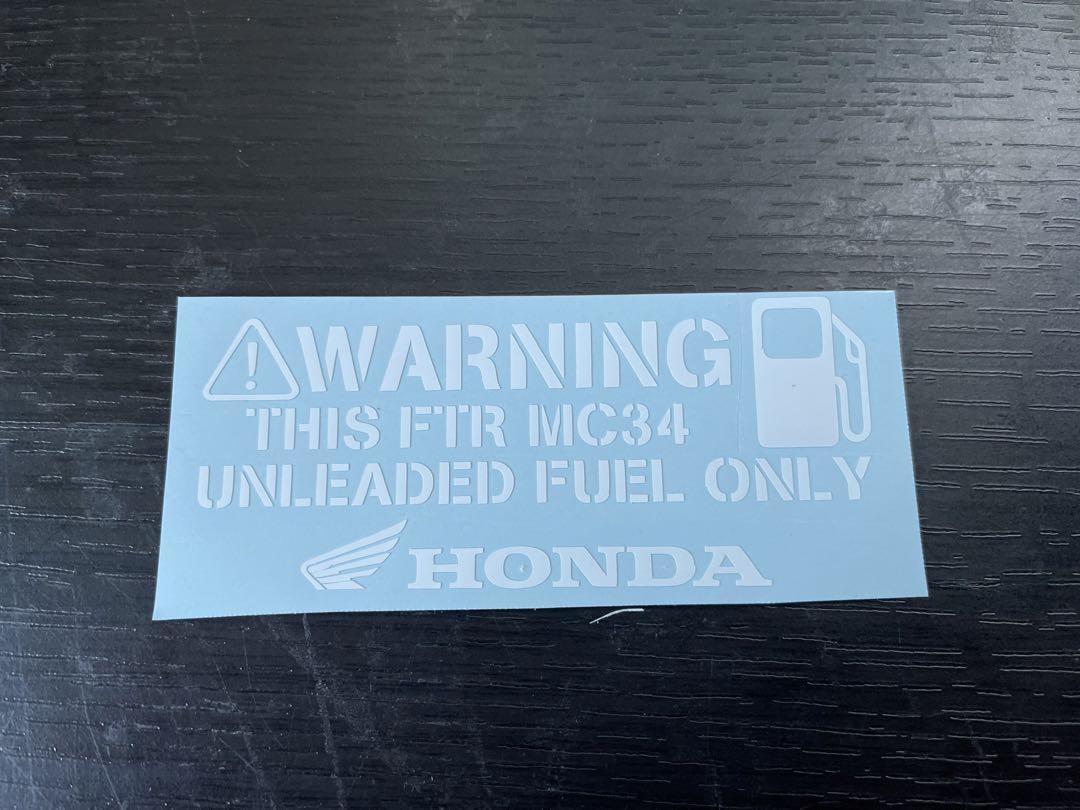 WARNING
THIS FTR MC34
UNLEADED FUEL ONLY
HONDA